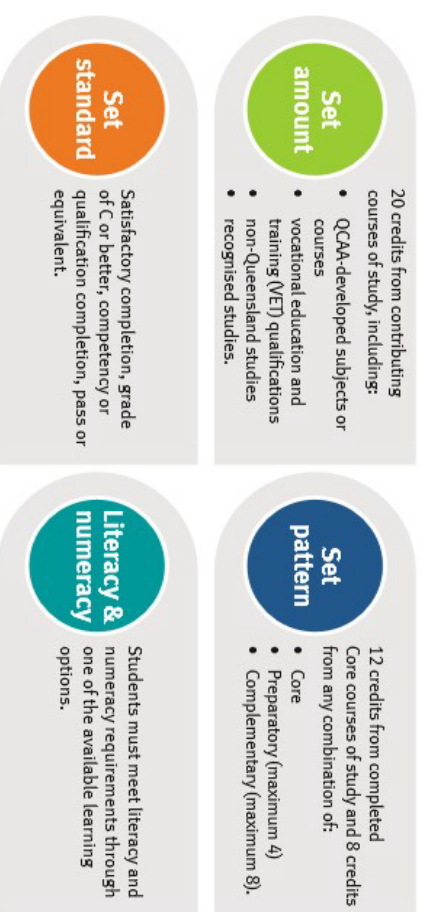 Set
amount
20 credits from contributing
courses of study, including:
• QCAA-developed subjects or
courses
• vocational education and
training (VET) qualifications
• non-Queensland studies
• recognised studies.
Set
pattern
12 credits from completed
Core courses of study and 8 credits
from any combination of:
• Core
• Preparatory (maximum 4)
• Complementary (maximum 8).
Set
standard
Satisfactory completion, grade
of C or better, competency or
qualification completion, pass or
equivalent.
Literacy &
numeracy
Students must meet literacy and
numeracy requirements through
one of the available learning
options.